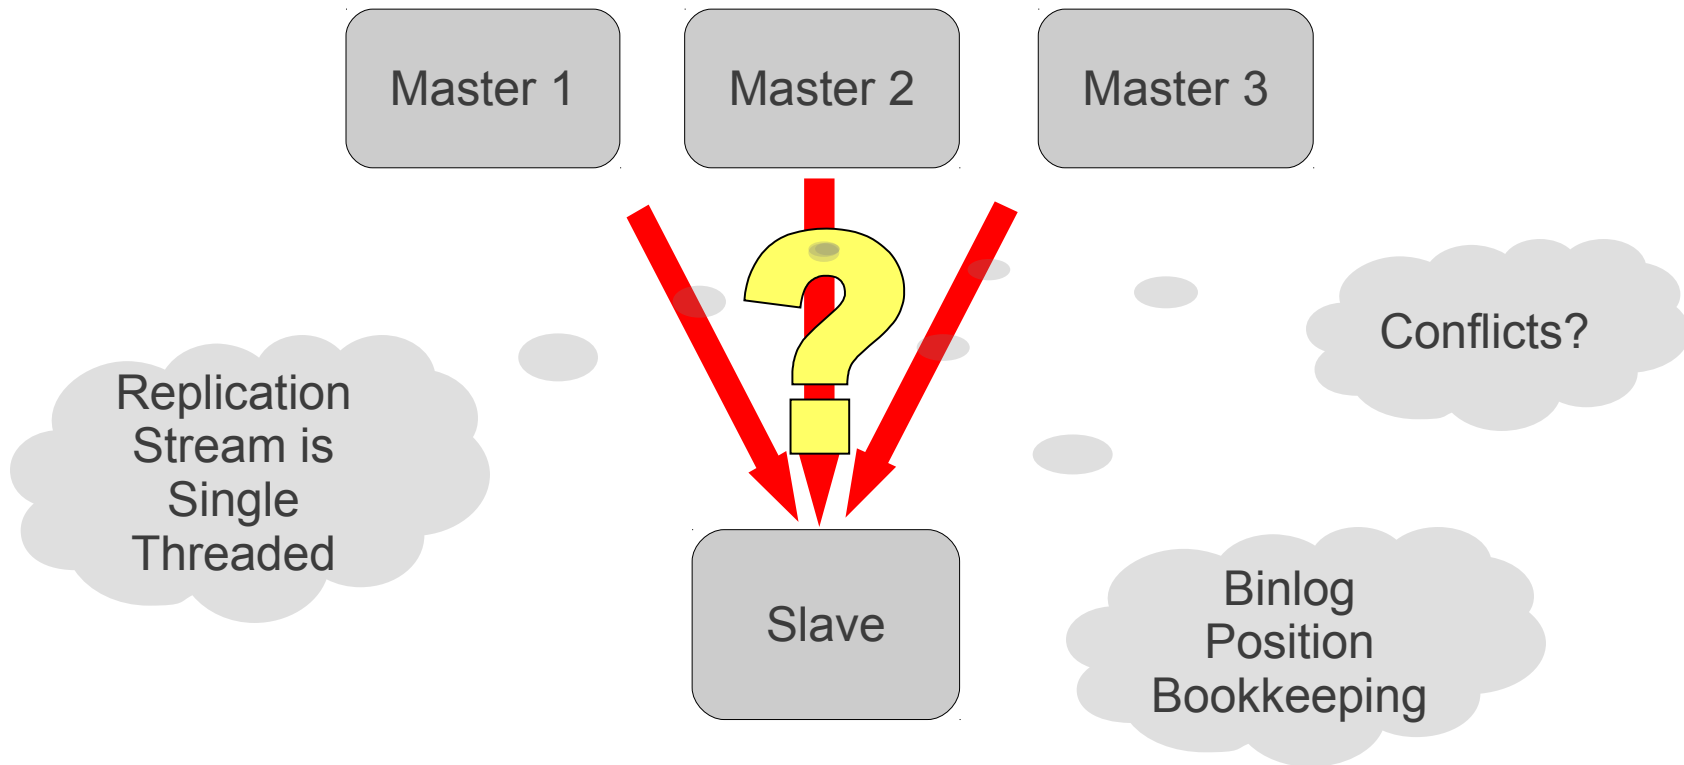 Master 1
Master 2
Master 3
?
Conflicts?
Replication
Stream is
Single
Threaded
Slave
Binlog
Position
Bookkeeping